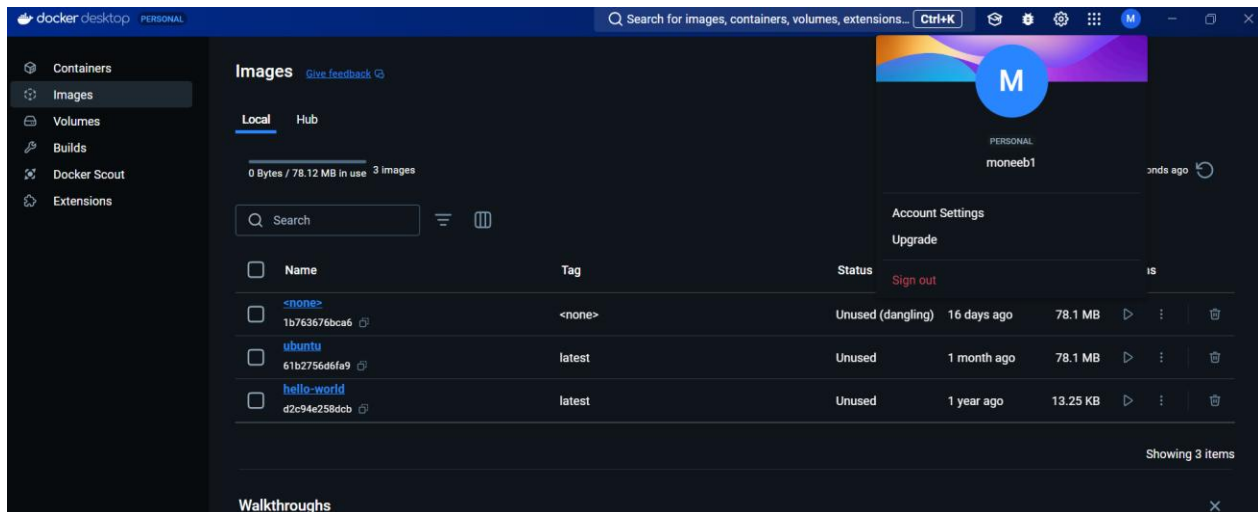 docker desktop PERSONAL Search for images, containers, volumes, extensions... Ctrl+K M
Containers
Images
Volumes
Builds
Docker Scout
Extensions
Images Give feedback
Local Hub
0 Bytes / 78.12 MB in use 3 images
Search
Name Tag Status
<none> <none> Unused (dangling) 16 days ago 78.1 MB
1b763676bca6
ubuntu latest Unused 1 month ago 78.1 MB
61b2756d6fa9
hello-world latest Unused 1 year ago 13.25 KB
d2c94e258dcb
Showing 3 items
Walkthroughs
M
PERSONAL
moneeb1
Account Settings
Upgrade
Sign out